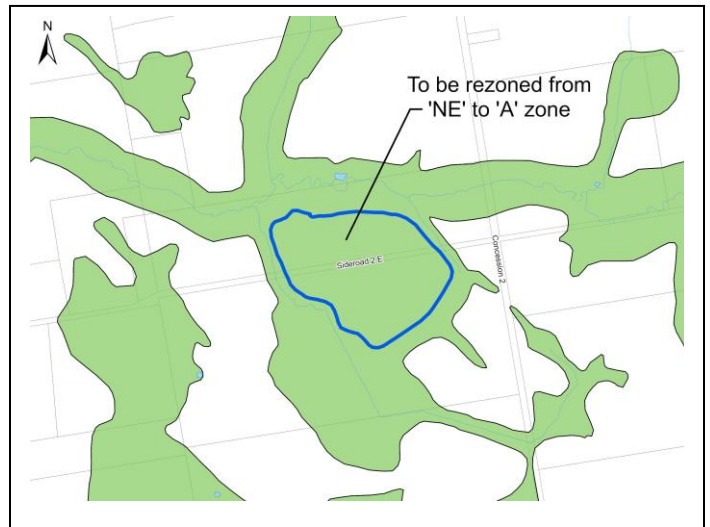 N
To be rezoned from
'NE' to 'A' zone
Sideroad 2 E
Concession 2